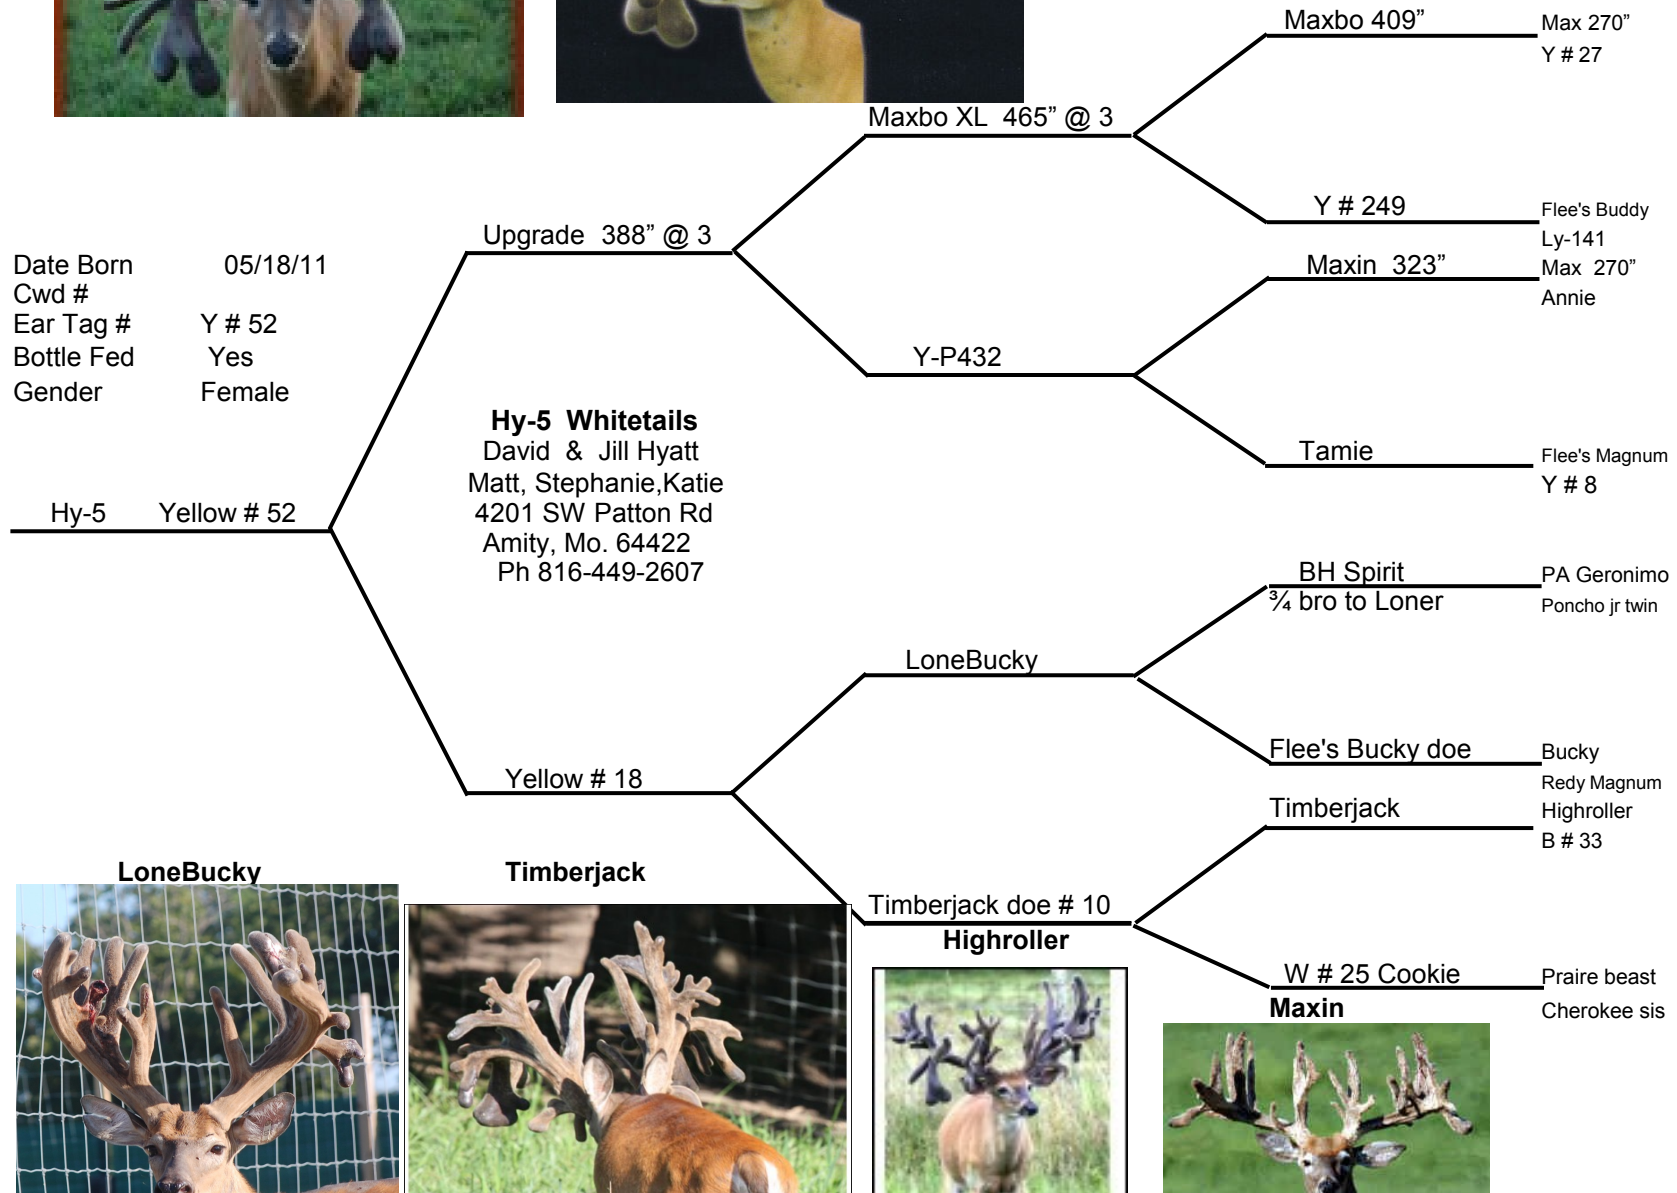 Maxbo 409”
Max 270”
Y # 27
Maxbo XL 465” @ 3
Y # 249
Flee's Buddy
Ly-141
Upgrade 388” @ 3
Maxin 323”
Max 270”
Annie
Date Born 05/18/11
Cwd #
Ear Tag # Y # 52
Bottle Fed Yes
Gender Female
Y-P432
Tamie
Flee's Magnum
Y # 8
Hy-5 Whitetails
David & Jill Hyatt
Matt, Stephanie,Katie
4201 SW Patton Rd
Amity, Mo. 64422
Ph 816-449-2607
Hy-5 Yellow # 52
BH Spirit
¾ bro to Loner
PA Geronimo
Poncho jr twin
LoneBucky
Flee's Bucky doe
Bucky
Redy Magnum
Yellow # 18
Timberjack
Highroller
B # 33
Timberjack doe # 10
W # 25 Cookie
Praire beast
Cherokee sis
LoneBucky
Timberjack
Highroller
Maxin